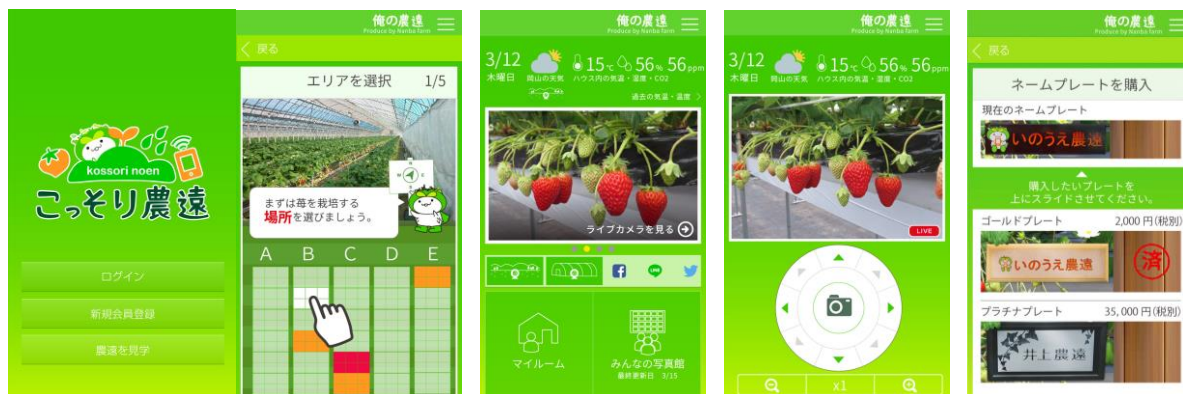 kossori noen
こっそり農遠
ログイン
新規会員登録
農遠を見学
俺の農遠
Produce by Nanba farm
戻る
エリアを選択 1/5
N
W E
S
まずは苺を栽培する
場所を選びましょう。
A B C D E
俺の農遠
Produce by Nanba farm
3/12 15℃ 56% 56ppm
木曜日 岡山の天気 ハウス内の気温・湿度・CO2
過去の気温・湿度
ライブカメラを見る
LINE
マイルーム
みんなの写真館
最終更新日 3/15
俺の農遠
Produce by Nanba farm
3/12 15℃ 56% 56ppm
木曜日 岡山の天気 ハウス内の気温・湿度・CO2
LIVE
x1
俺の農遠
Produce by Nanba farm
戻る
ネームプレートを購入
現在のネームプレート
いのうえ農遠
購入したいプレートを
上にスライドさせてください。
ゴールドプレート 2,000円(税別)
いのうえ農遠
済
プラチナプレート 35,000円(税別)
井上農遠